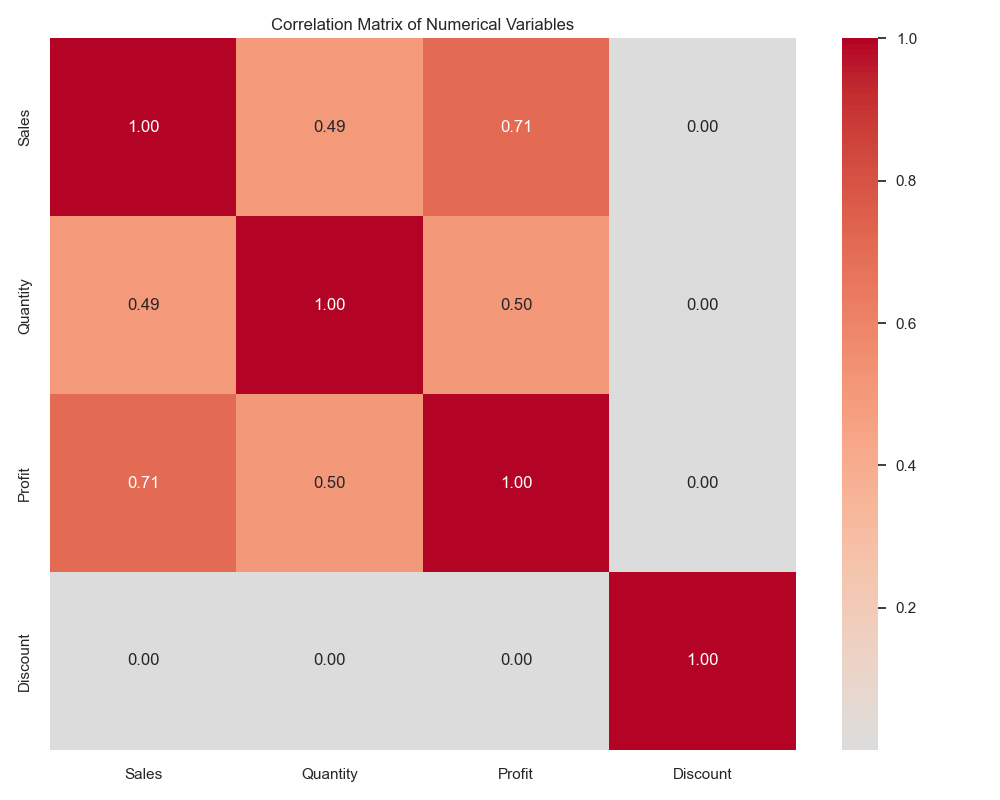 Correlation Matrix of Numerical Variables
Sales 1.00 0.49 0.71 0.00
Quantity 0.49 1.00 0.50 0.00
Profit 0.71 0.50 1.00 0.00
Discount 0.00 0.00 0.00 1.00
Sales Quantity Profit Discount
1.0
0.8
0.6
0.4
0.2